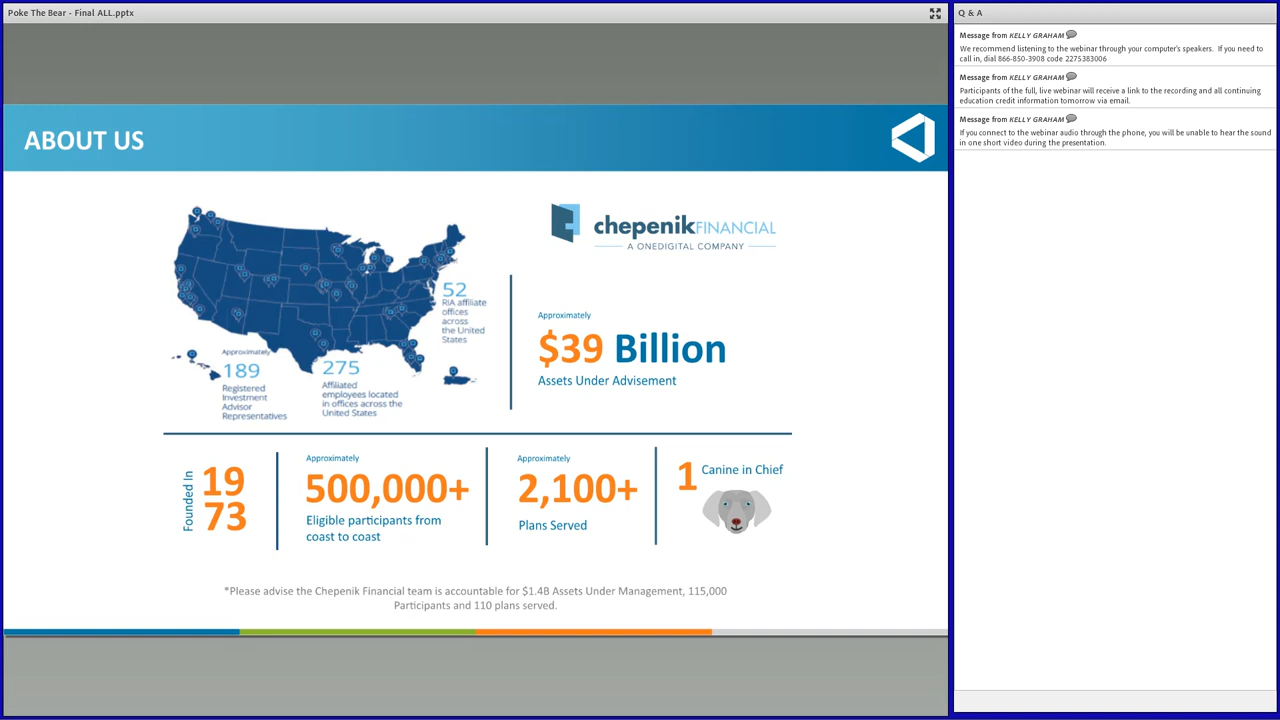 Poke The Bear - Final ALL.pptx
ABOUT US
chepenikFINANCIAL
A ONEDIGITAL COMPANY
52
RIA affiliate
offices
across
the United
States
Approximately
189
Registered
Investment
Advisor
Representatives
275
Affiliated
employees located
in offices across the
United States
Approximately
$39 Billion
Assets Under Advisement
Founded In
19
73
Approximately
500,000+
Eligible participants from
coast to coast
Approximately
2,100+
Plans Served
1 Canine in Chief
*Please advise the Chepenik Financial team is accountable for $1.4B Assets Under Management, 115,000
Participants and 110 plans served.
Q & A
Message from KELLY GRAHAM
We recommend listening to the webinar through your computer's speakers. If you need to
call in, dial 866-850-3908 code 2275383006
Message from KELLY GRAHAM
Participants of the full, live webinar will receive a link to the recording and all continuing
education credit information tomorrow via email.
Message from KELLY GRAHAM
If you connect to the webinar audio through the phone, you will be unable to hear the sound
in one short video during the presentation.